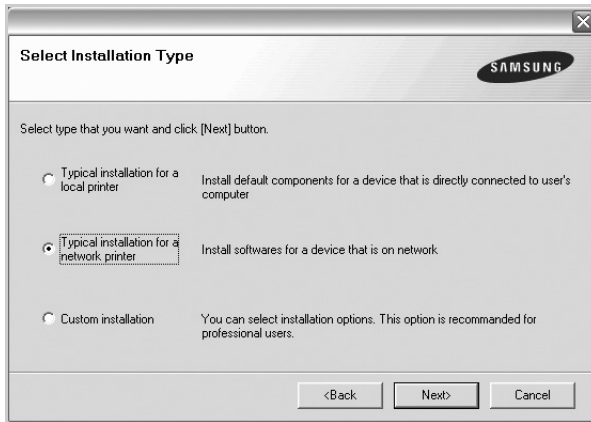 Select Installation Type
SAMSUNG
Select type that you want and click [Next] button.
Typical installation for a
local printer
Install default components for a device that is directly connected to user's
computer
Typical installation for a
network printer
Install softwares for a device that is on network
Custom installation
You can select installation options. This option is recommanded for
professional users.
<Back
Next>
Cancel